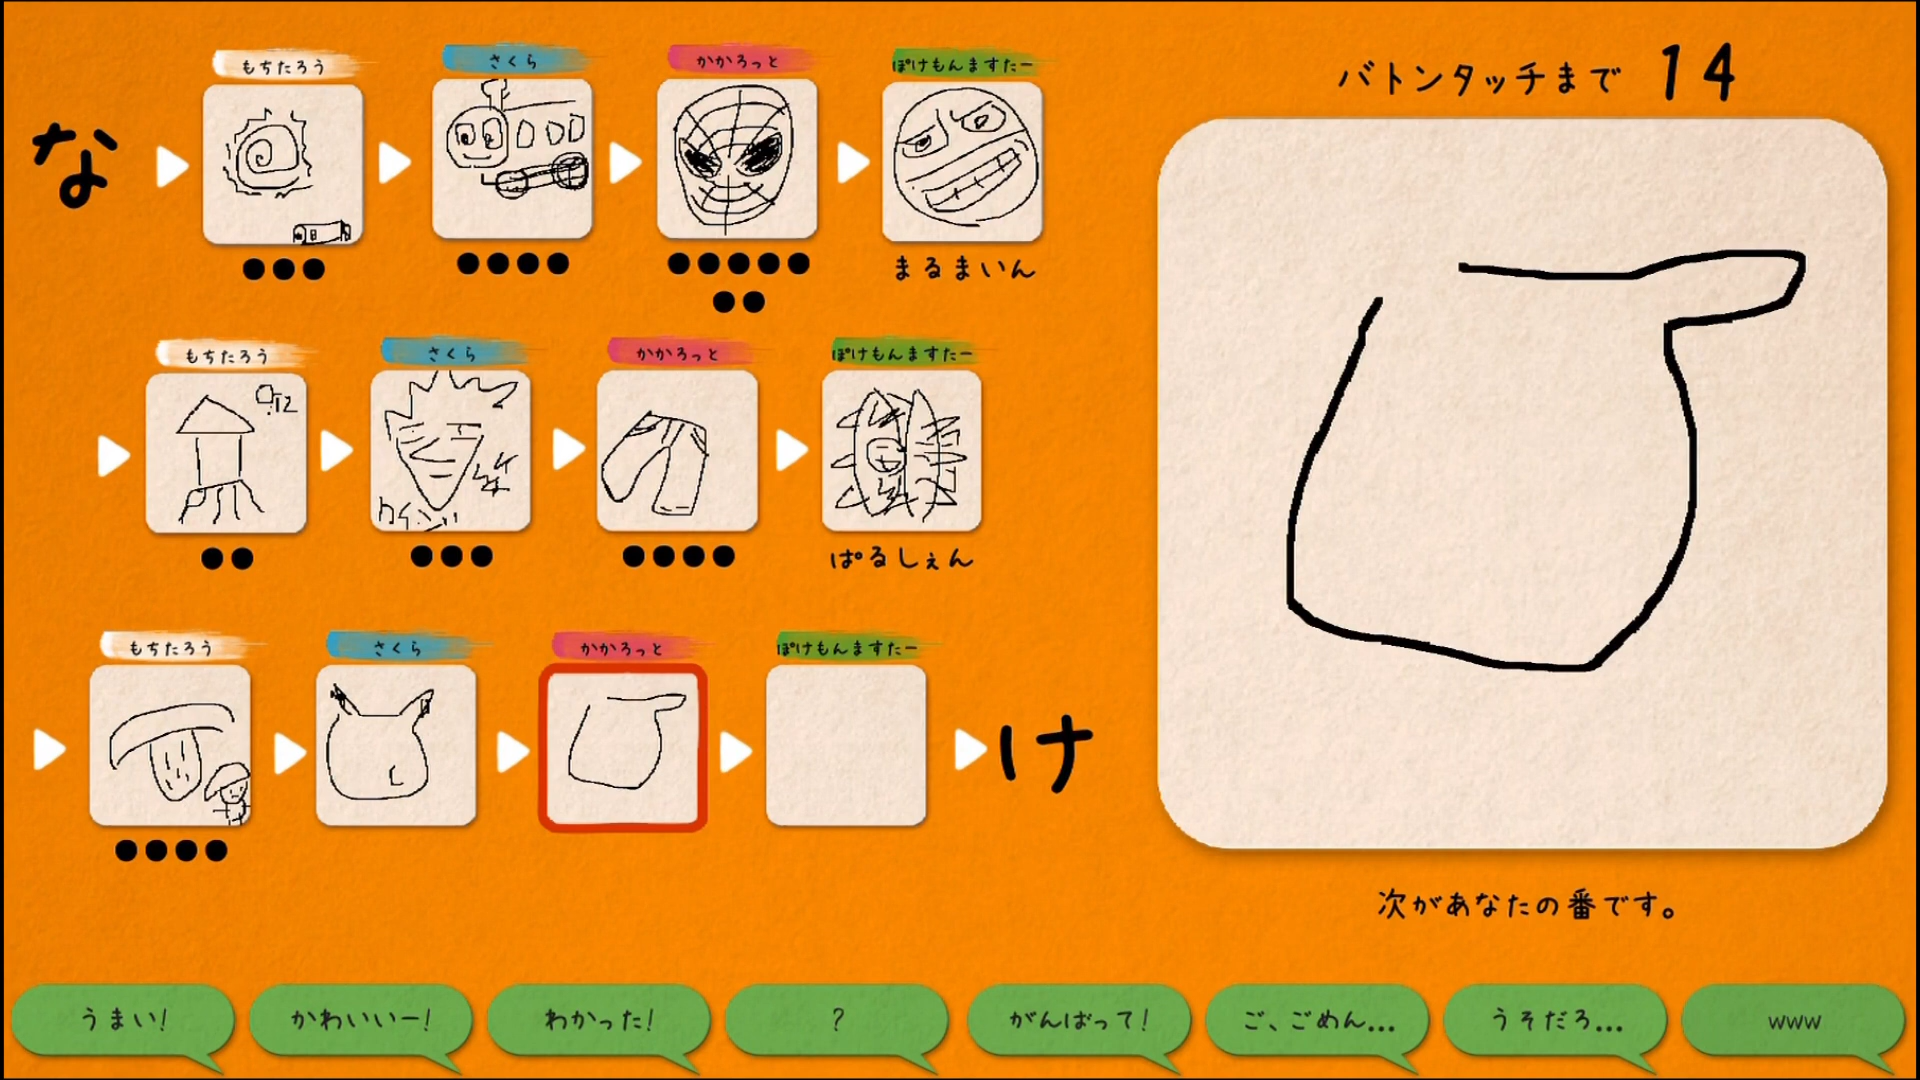 バトンタッチまで 14
もちたろう
さくら
かかろっと
ぽけもんますたー
な
●●●
●●●●
●●●●●
●●
まるまいん
もちたろう
さくら
かかろっと
ぽけもんますたー
●●
●●●
●●●●
ぱるしぇん
もちたろう
さくら
かかろっと
ぽけもんますたー
け
●●●●
次があなたの番です。
うまい!
かわいいー!
わかった!
?
がんばって!
ご、ごめん...
うそだろ...
www